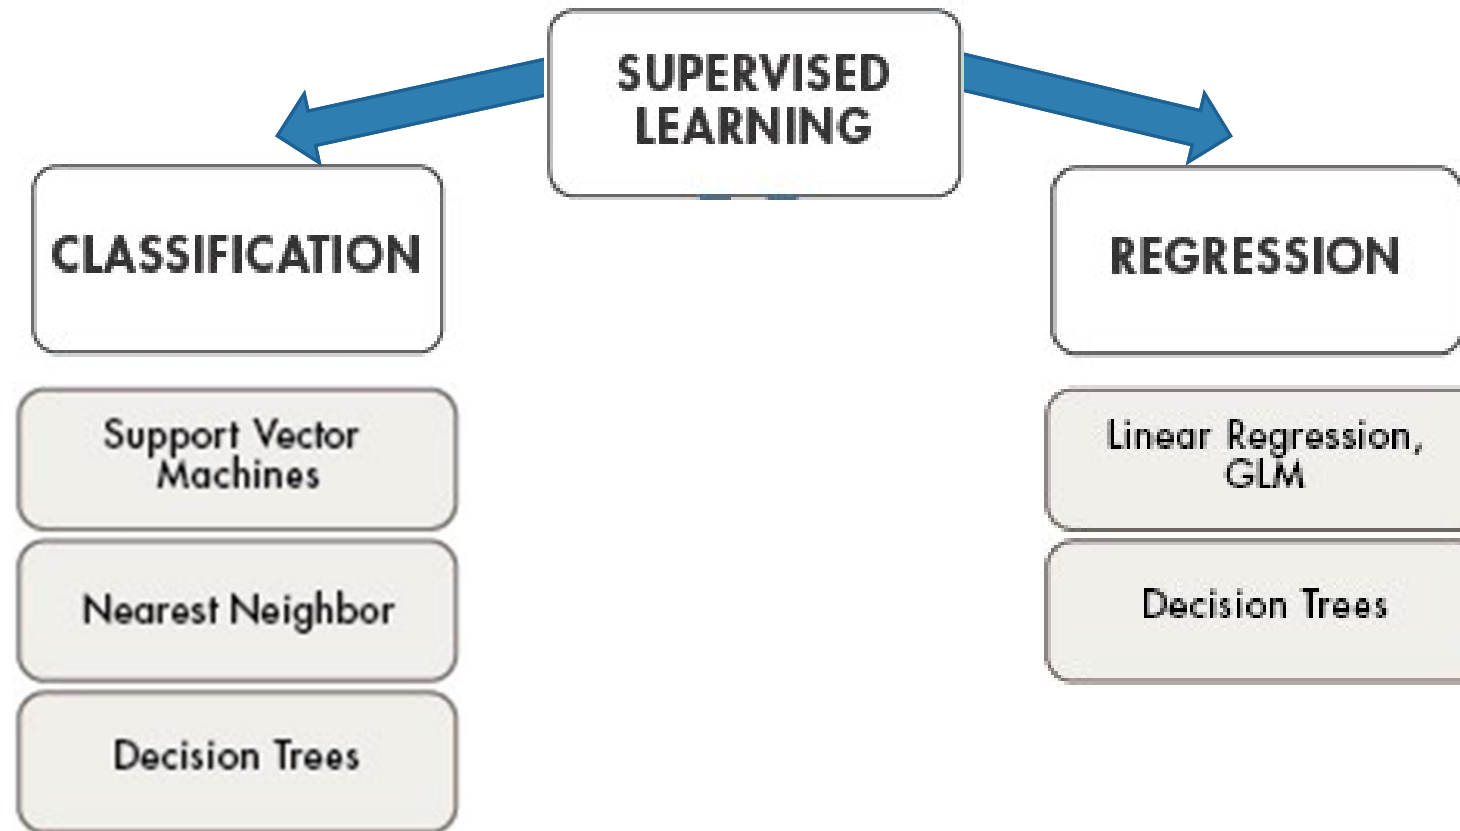 SUPERVISED
LEARNING
CLASSIFICATION
REGRESSION
Support Vector
Machines
Nearest Neighbor
Decision Trees
Linear Regression,
GLM
Decision Trees